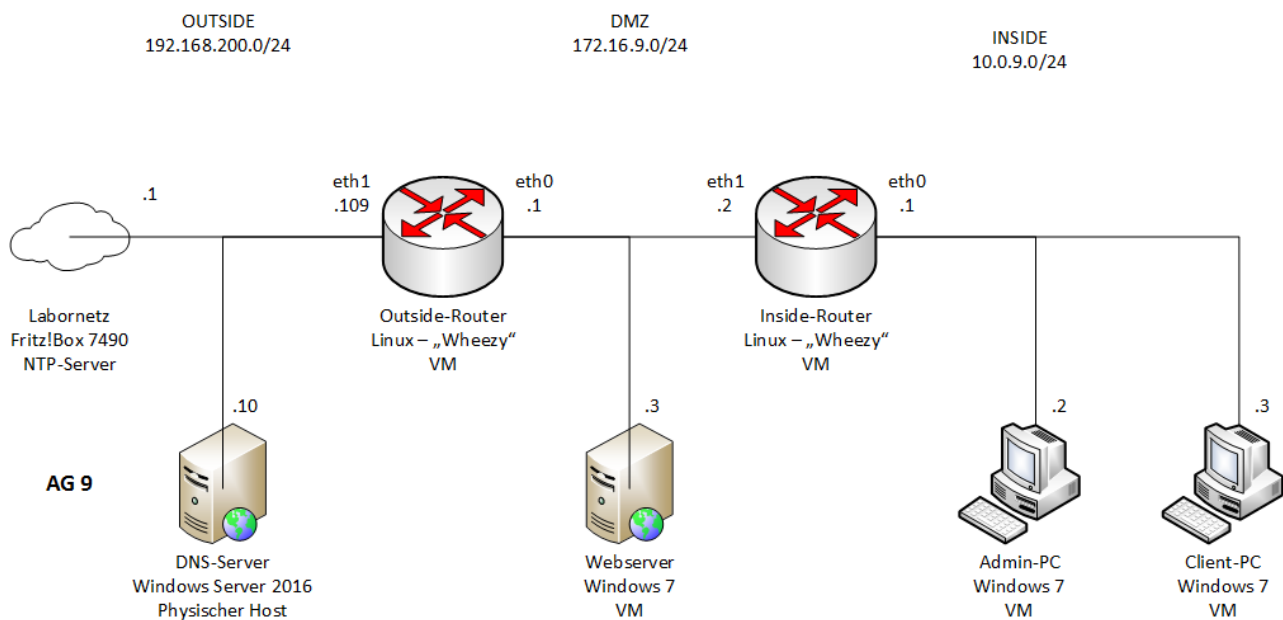 OUTSIDE
192.168.200.0/24
DMZ
172.16.9.0/24
INSIDE
10.0.9.0/24
.1
eth1
.109
eth0
.1
eth1
.2
eth0
.1
Labornetz
Fritz!Box 7490
NTP-Server
Outside-Router
Linux – „Wheezy“
VM
Inside-Router
Linux – „Wheezy“
VM
.10
.3
.2
.3
AG 9
DNS-Server
Windows Server 2016
Physischer Host
Webserver
Windows 7
VM
Admin-PC
Windows 7
VM
Client-PC
Windows 7
VM